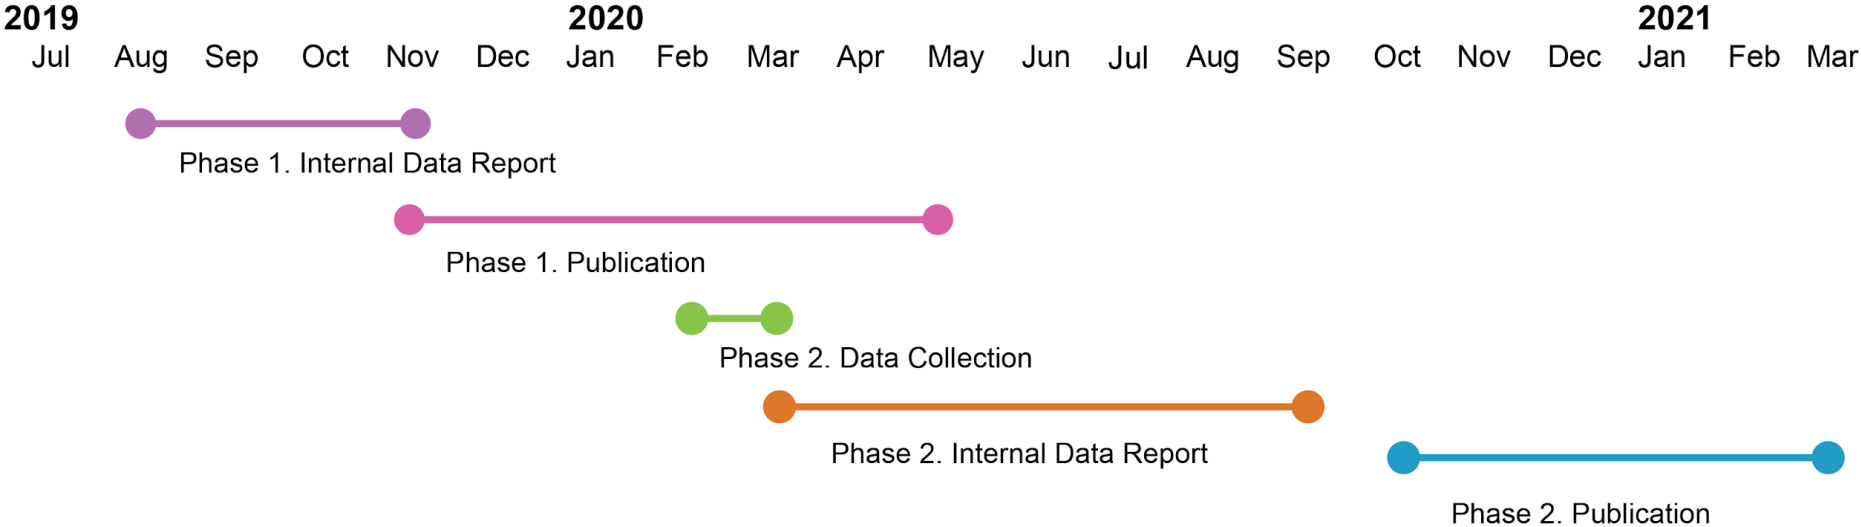 2019 2020 2021
Jul Aug Sep Oct Nov Dec Jan Feb Mar Apr May Jun Jul Aug Sep Oct Nov Dec Jan Feb Mar
Phase 1. Internal Data Report
Phase 1. Publication
Phase 2. Data Collection
Phase 2. Internal Data Report
Phase 2. Publication